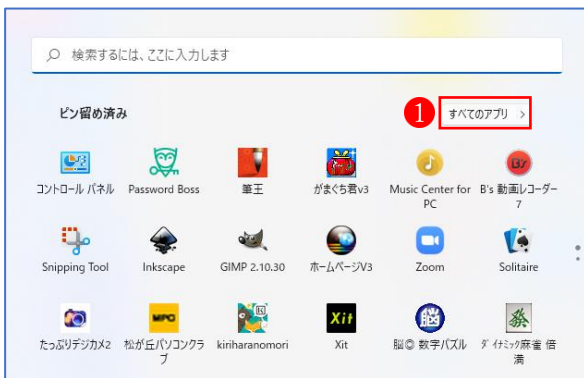 検索するには、ここに入力します
ピン留め済み
1
すべてのアプリ >
コントロール パネル
Password Boss
筆王
がまぐち君v3
Music Center for
PC
B's 動画レコーダー
7
Snipping Tool
Inkscape
GIMP 2.10.30
ホームページV3
Zoom
Solitaire
たっぷりデジカメ2
MPC
松が丘パソコンクラ
ブ
kiriharanomori
Xit
Xit
脳
脳◎ 数字パズル
ダイナミック麻雀 倍
満